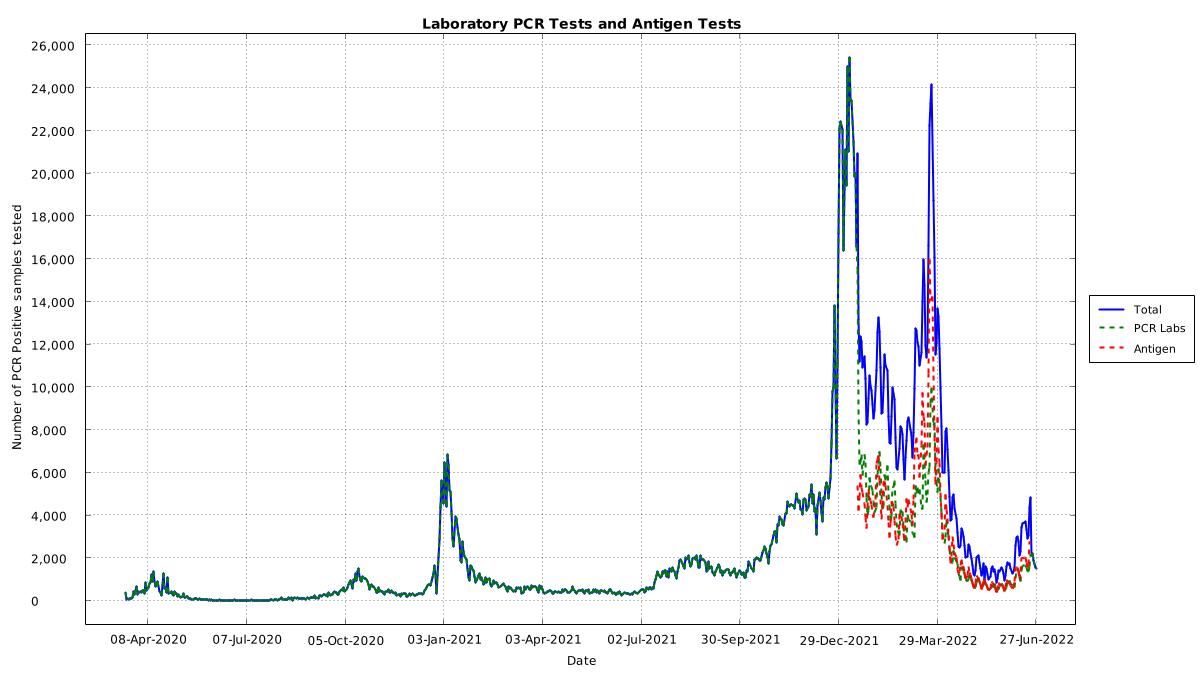 Laboratory PCR Tests and Antigen Tests
Number of PCR Positive samples tested
26,000
24,000
22,000
20,000
18,000
16,000
14,000
12,000
10,000
8,000
6,000
4,000
2,000
0
08-Apr-2020
07-Jul-2020
05-Oct-2020
03-Jan-2021
03-Apr-2021
02-Jul-2021
30-Sep-2021
29-Dec-2021
29-Mar-2022
27-Jun-2022
Date
Total
PCR Labs
Antigen